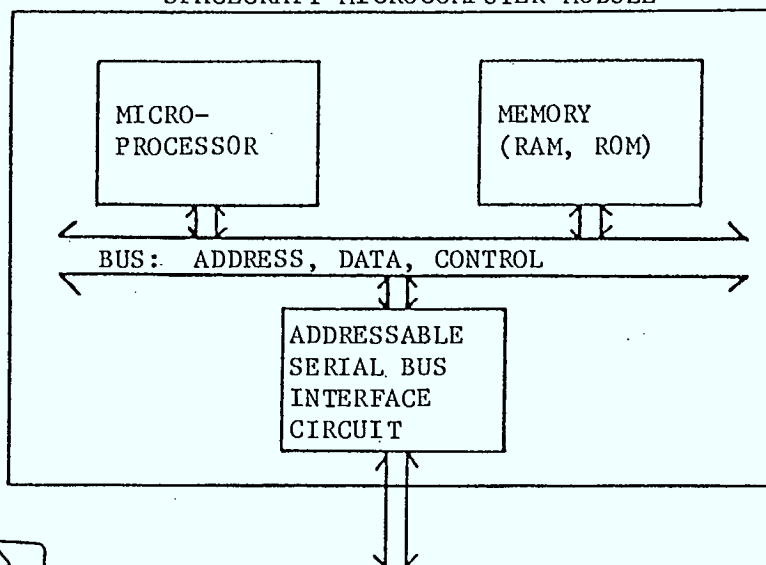 MICRO-
PROCESSOR
MEMORY
(RAM, ROM)
BUS: ADDRESS, DATA, CONTROL
ADDRESSABLE
SERIAL BUS
INTERFACE
CIRCUIT